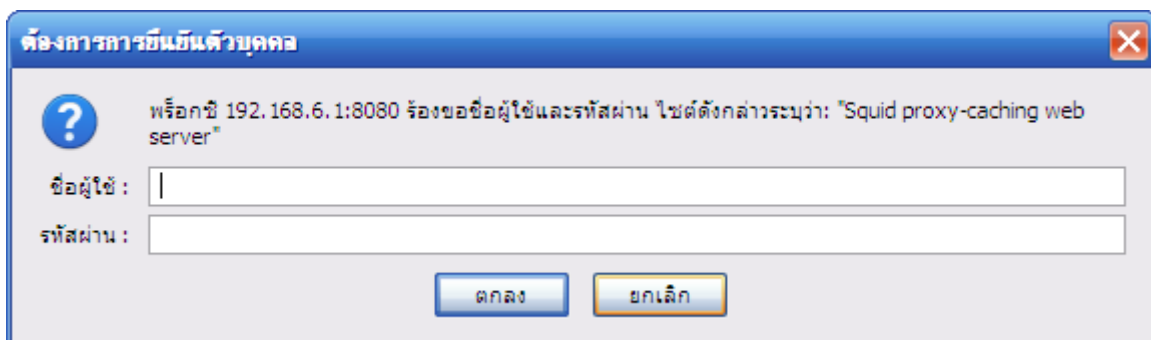 ต้องการการยืนยันตัวบุคคล
พร็อกซี 192.168.6.1:8080 ร้องขอชื่อผู้ใช้และรหัสผ่าน ไซต์ดังกล่าวระบุว่า: "Squid proxy-caching web
server"
ชื่อผู้ใช้ :
รหัสผ่าน :
ตกลง ยกเลิก